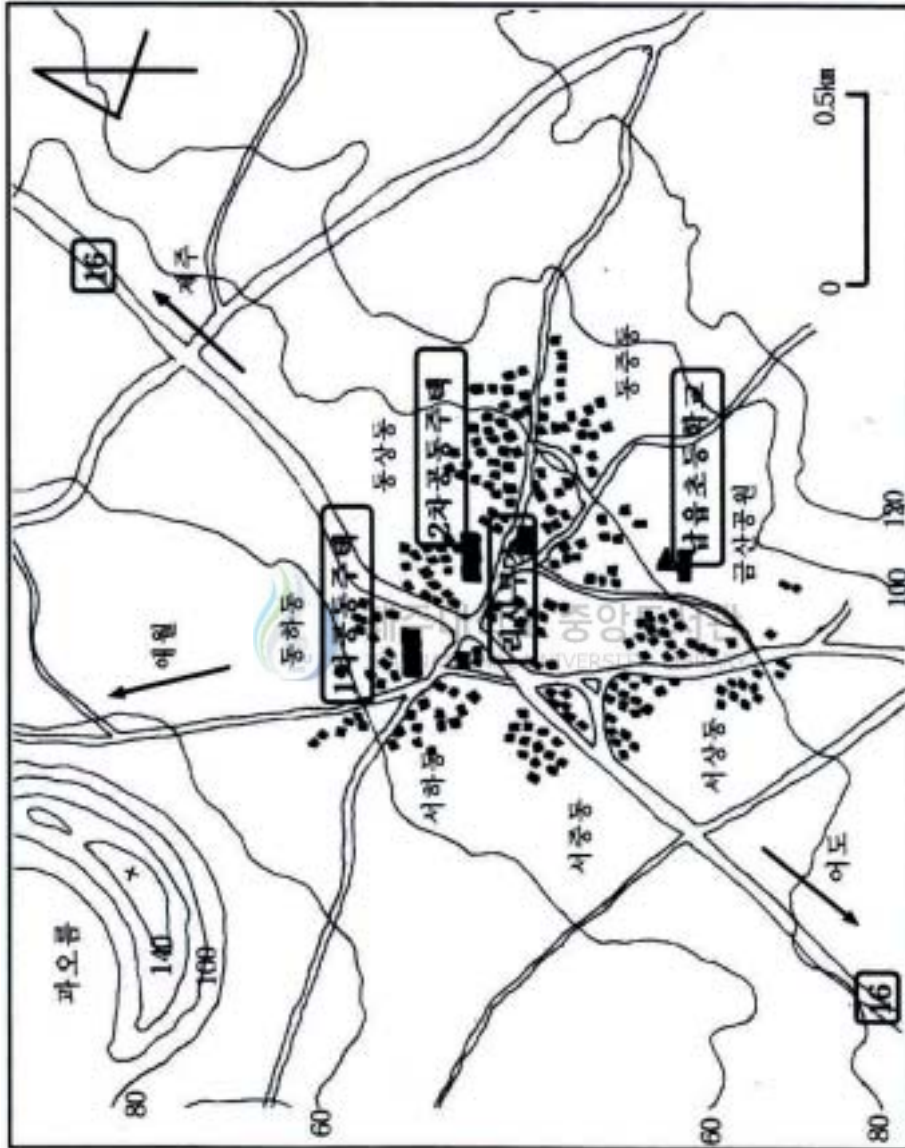 과오름
140
100
80
60
애월
동하동
1차공동주택
동상동
2차공동주택
16
제주
서하동
서중동
서상동
동중동
납읍초등학교
금산공원
어도
16
60
80
100
120
0
0.5km